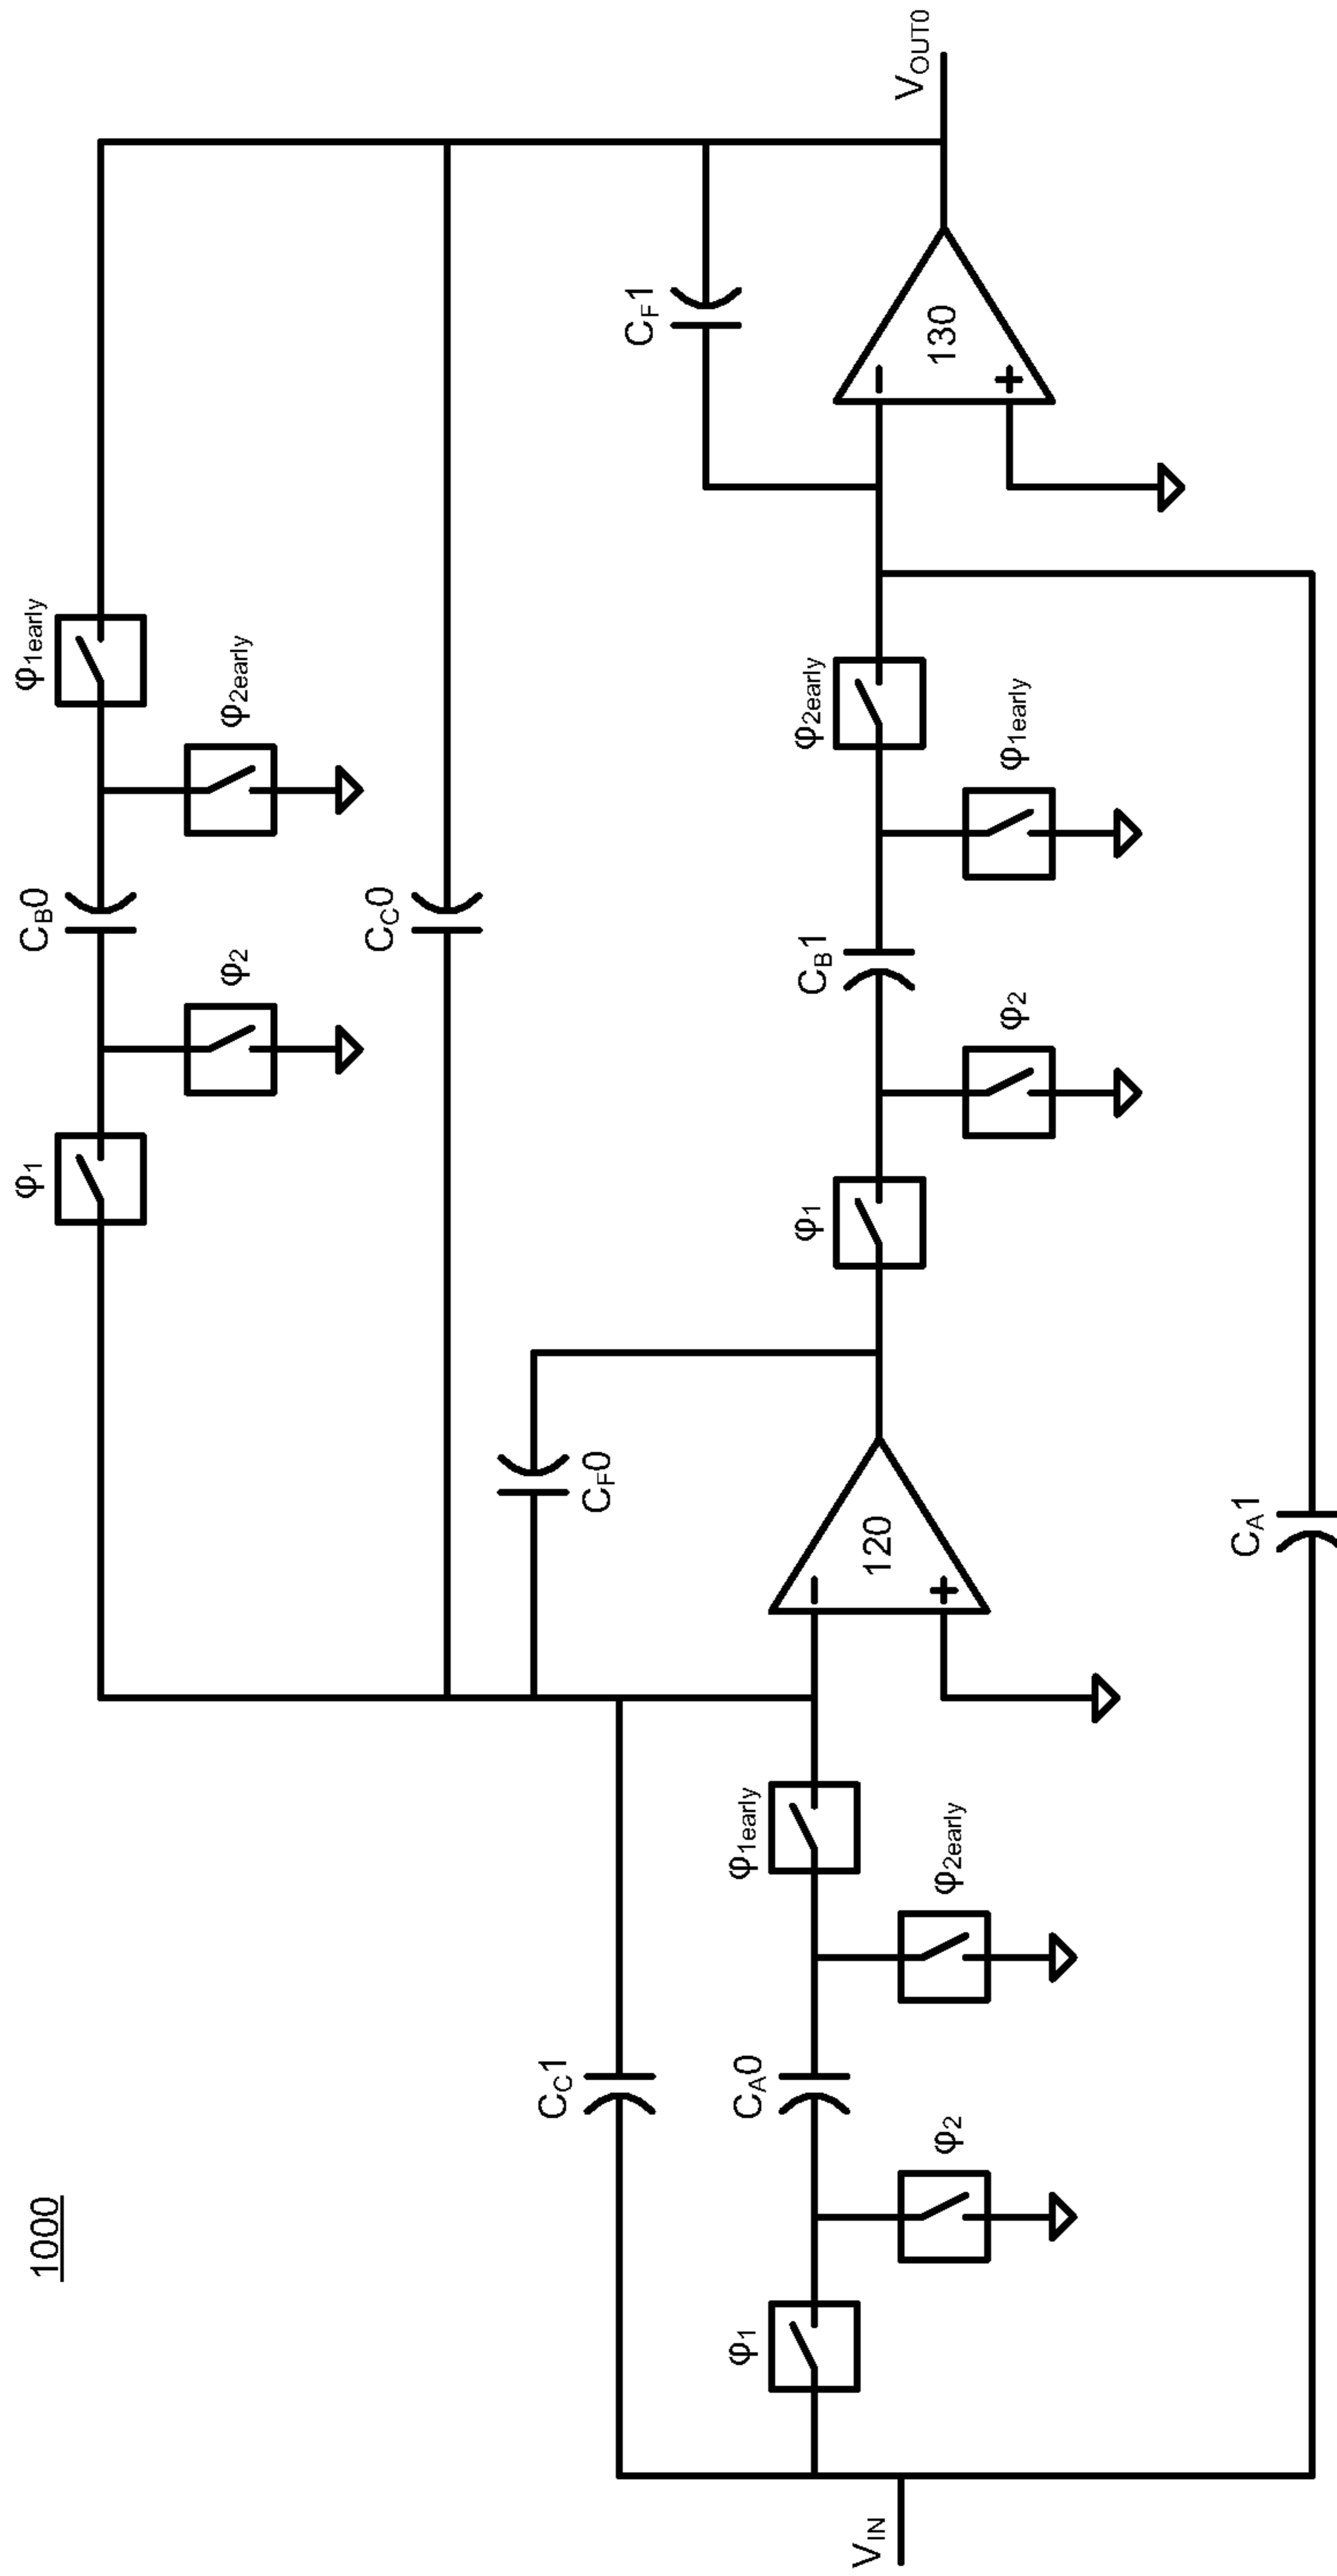 1000
φ1
CB0
φ1early
φ2
φ2early
CC0
CF0
CF1
CC1
VOUT0
φ1
CA0
φ1early
120
φ1
CB1
φ2early
130
−
+
−
+
φ2
φ2early
φ2
φ1early
VIN
CA1